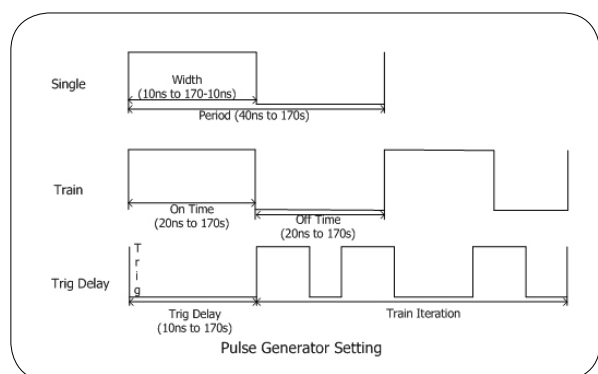 Single
Width
(10ns to 170-10ns)
Period (40ns to 170s)
Train
On Time
(20ns to 170s)
Off Time
(20ns to 170s)
Trig
Trig Delay
Trig Delay
(10ns to 170s)
Train Iteration
Pulse Generator Setting